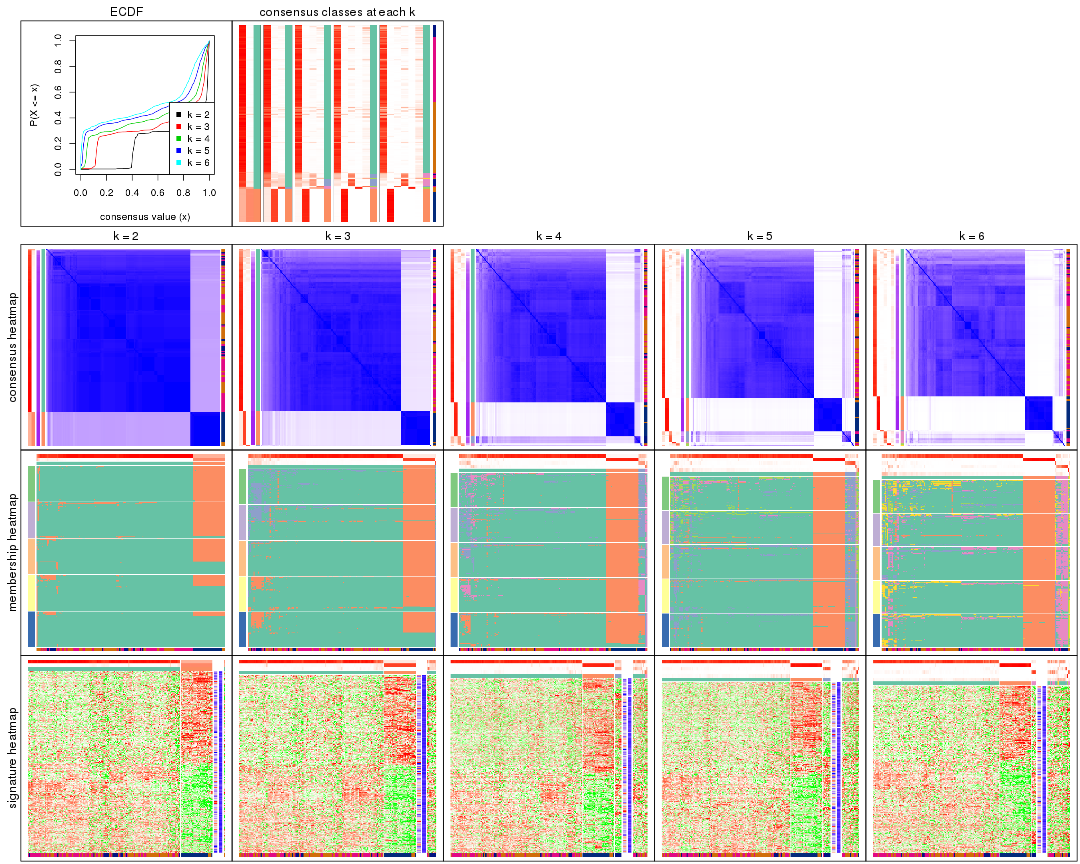 ECDF
consensus classes at each k
P(X <= x)
1.0
0.8
0.6
0.4
0.2
0.0
k = 2
k = 3
k = 4
k = 5
k = 6
0.0 0.2 0.4 0.6 0.8 1.0
consensus value (x)
k = 2
k = 3
k = 4
k = 5
k = 6
consensus heatmap
membership heatmap
signature heatmap